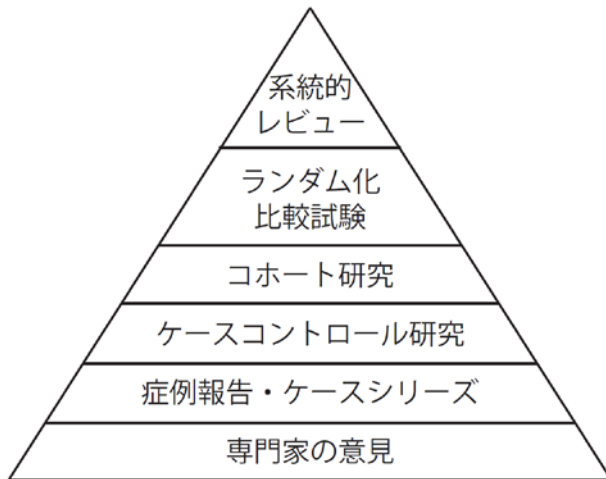 系統的
レビュー
ランダム化
比較試験
コホート研究
ケースコントロール研究
症例報告・ケースシリーズ
専門家の意見